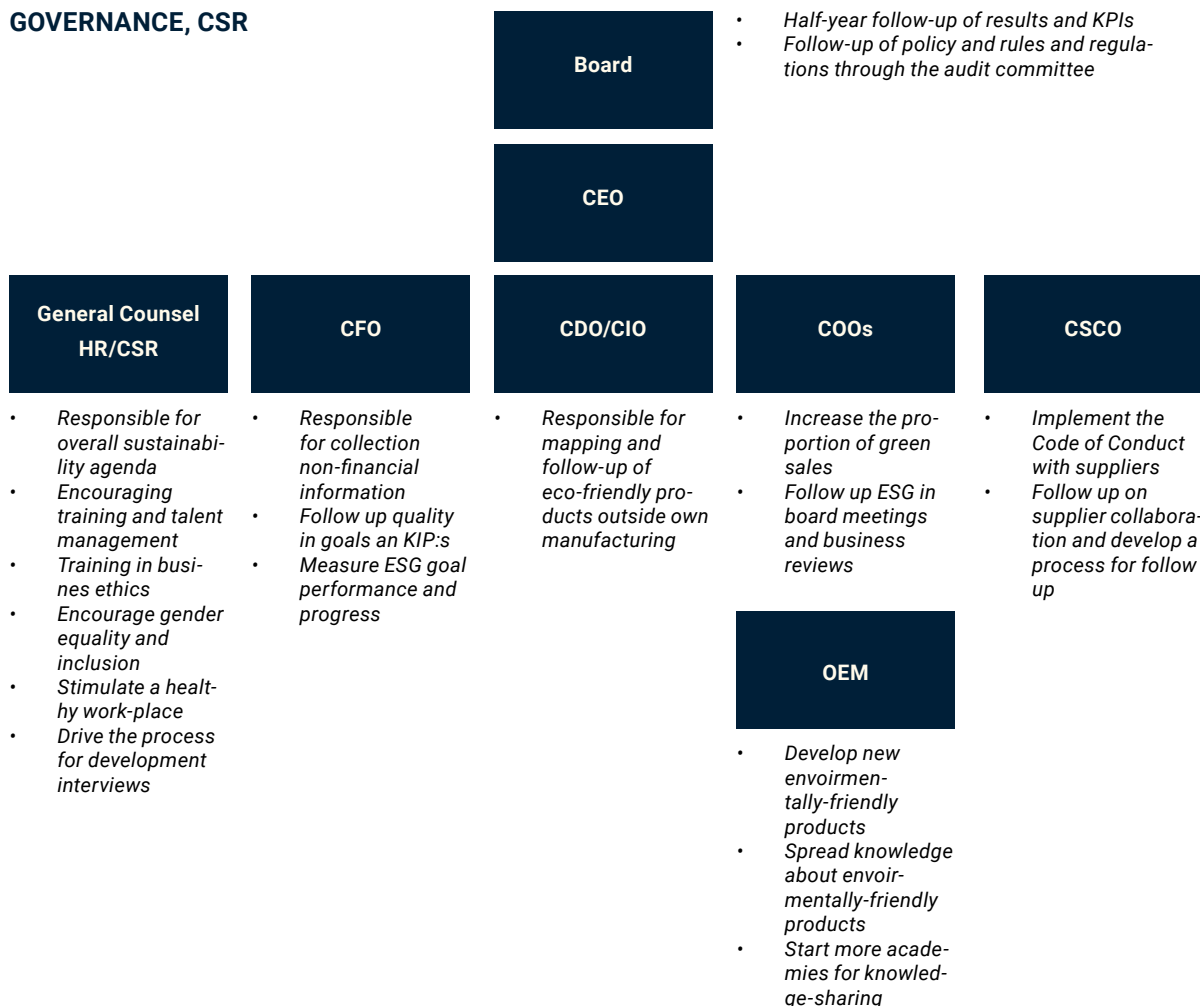 GOVERNANCE, CSR
Board
• Half-year follow-up of results and KPIs
• Follow-up of policy and rules and regula-
tions through the audit committee
CEO
General Counsel
HR/CSR
• Responsible for
overall sustainabi-
lity agenda
• Encouraging
training and talent
management
• Training in busi-
nes ethics
• Encourage gender
equality and
inclusion
• Stimulate a healt-
hy work-place
• Drive the process
for development
interviews
CFO
• Responsible
for collection
non-financial
information
• Follow up quality
in goals an KIP:s
• Measure ESG goal
performance and
progress
CDO/CIO
• Responsible for
mapping and
follow-up of
eco-friendly pro-
ducts outside own
manufacturing
COOs
• Increase the pro-
portion of green
sales
• Follow up ESG in
board meetings
and business
reviews
OEM
• Develop new
envoirmen-
tally-friendly
products
• Spread knowledge
about envoir-
mentally-friendly
products
• Start more acade-
mies for knowled-
ge-sharing
CSCO
• Implement the
Code of Conduct
with suppliers
• Follow up on
supplier collabora-
tion and develop a
process for follow
up